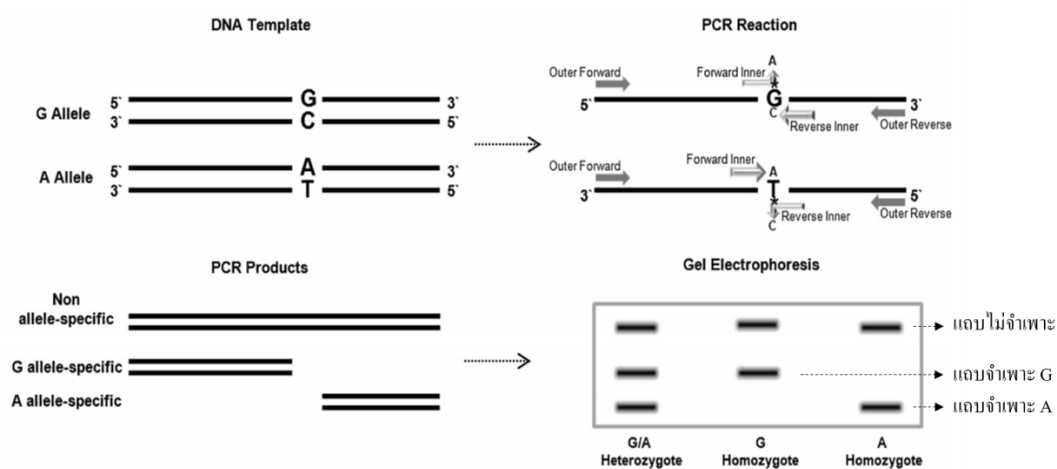 DNA Template
G Allele
5` G 3`
3` C 5`
A Allele
5` A 3`
3` T 5`
PCR Reaction
A
Outer Forward
Forward Inner
5` G 3`
C
Reverse Inner
Outer Reverse
Outer Forward
Forward Inner
A
3` T 5`
Reverse Inner
Outer Reverse
C
PCR Products
Non
allele-specific
G allele-specific
A allele-specific
Gel Electrophoresis
แถบไม่จำเพาะ
แถบจำเพาะ G
แถบจำเพาะ A
G/A
Heterozygote
G
Homozygote
A
Homozygote